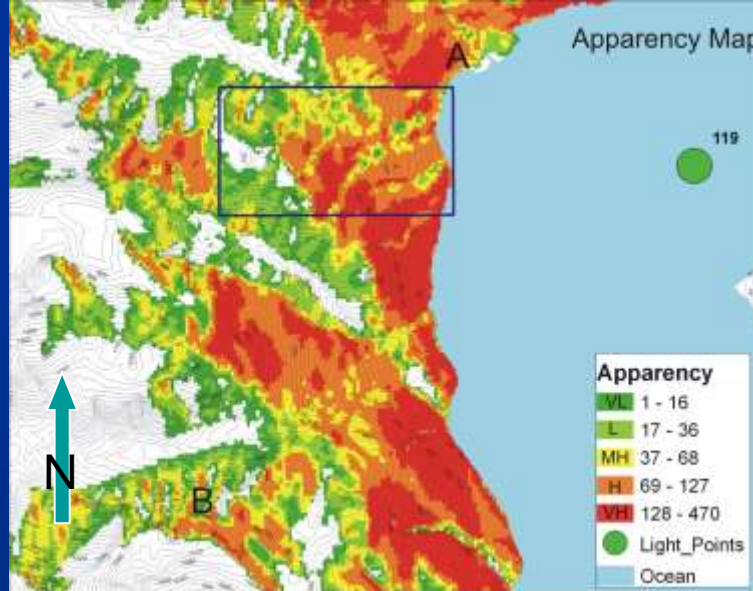 Apparency Map
A
119
Apparency
VL 1 - 16
L 17 - 36
MH 37 - 68
H 69 - 127
VH 128 - 470
Light_Points
Ocean
N
B